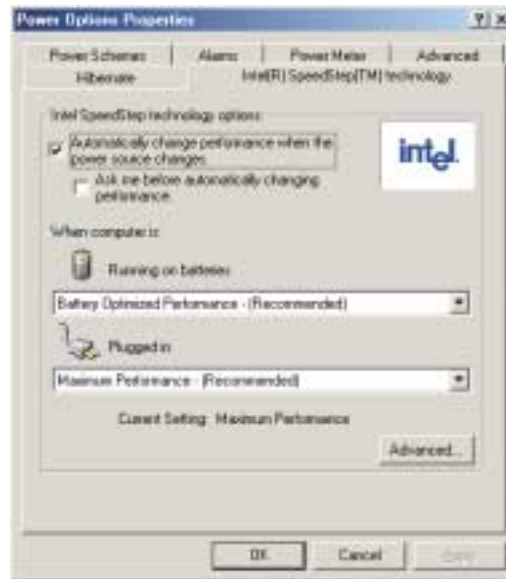 Power Options Properties
Power Schemes
Alarms
Power Meter
Advanced
Hibernate
Intel(R) SpeedStep(TM) technology
Intel SpeedStep technology options
Automatically change performance when the
power source changes
Ask me before automatically changing
performance.
intel.
When computer is:
Running on batteries
Battery Optimized Performance - (Recommended)
Plugged in
Maximum Performance - (Recommended)
Current Setting: Maximum Performance
Advanced...
OK
Cancel
Apply